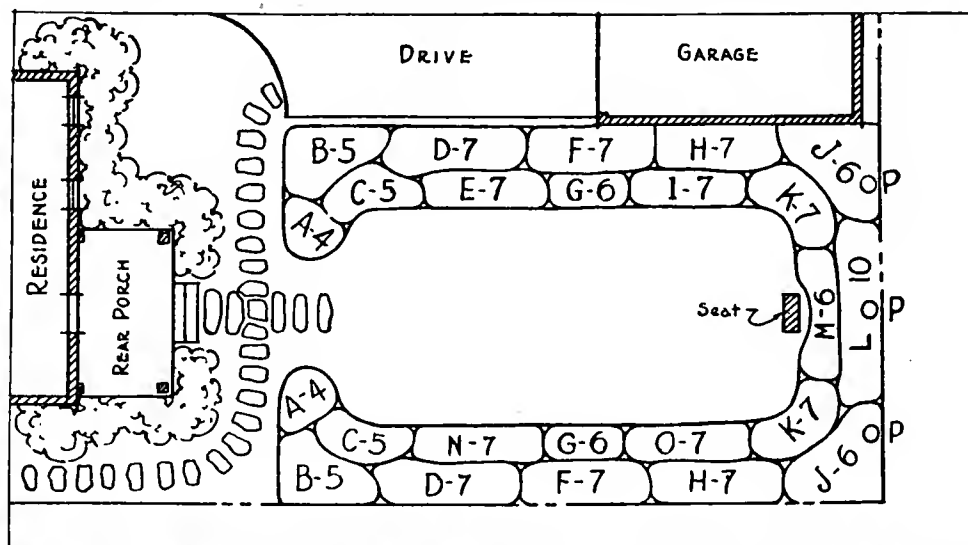 DRIVE
GARAGE
RESIDENCE
REAR PORCH
B-5
D-7
F-7
H-7
J-6
P
C-5
E-7
G-6
I-7
K-7
A-4
Seat
M-6
L 10
P
A-4
C-5
N-7
G-6
O-7
K-7
P
B-5
D-7
F-7
H-7
J-6